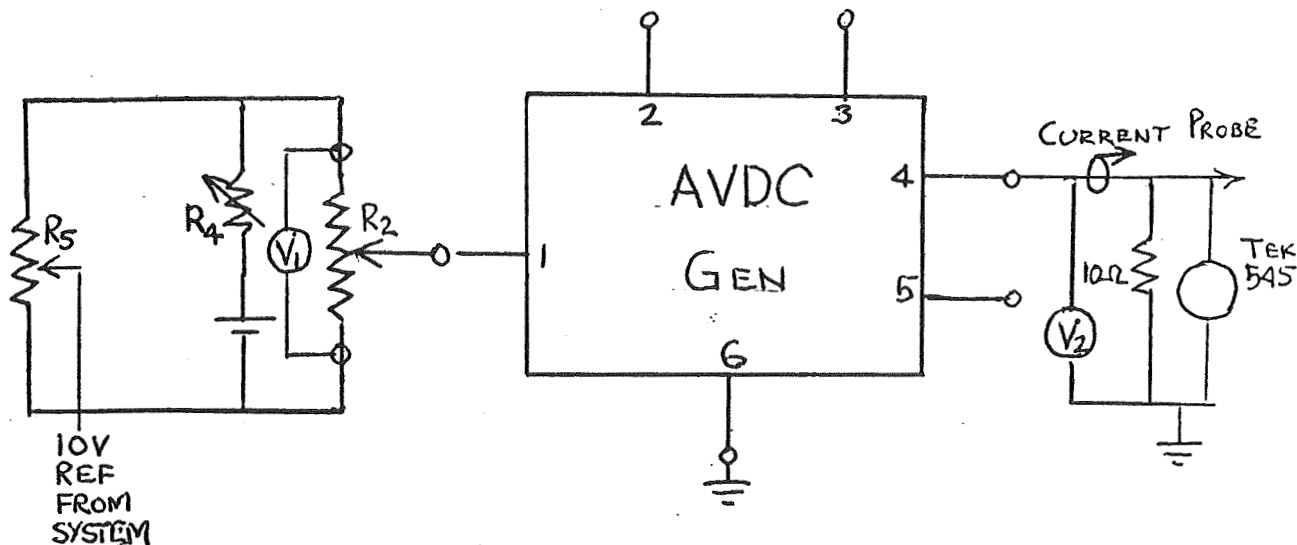 2
3
CURRENT PROBE
AVDC
GEN
4
5
1
6
R5
R4
V1
R2
10Ω
V2
TEK
545
10V
REF
FROM
SYSTEM